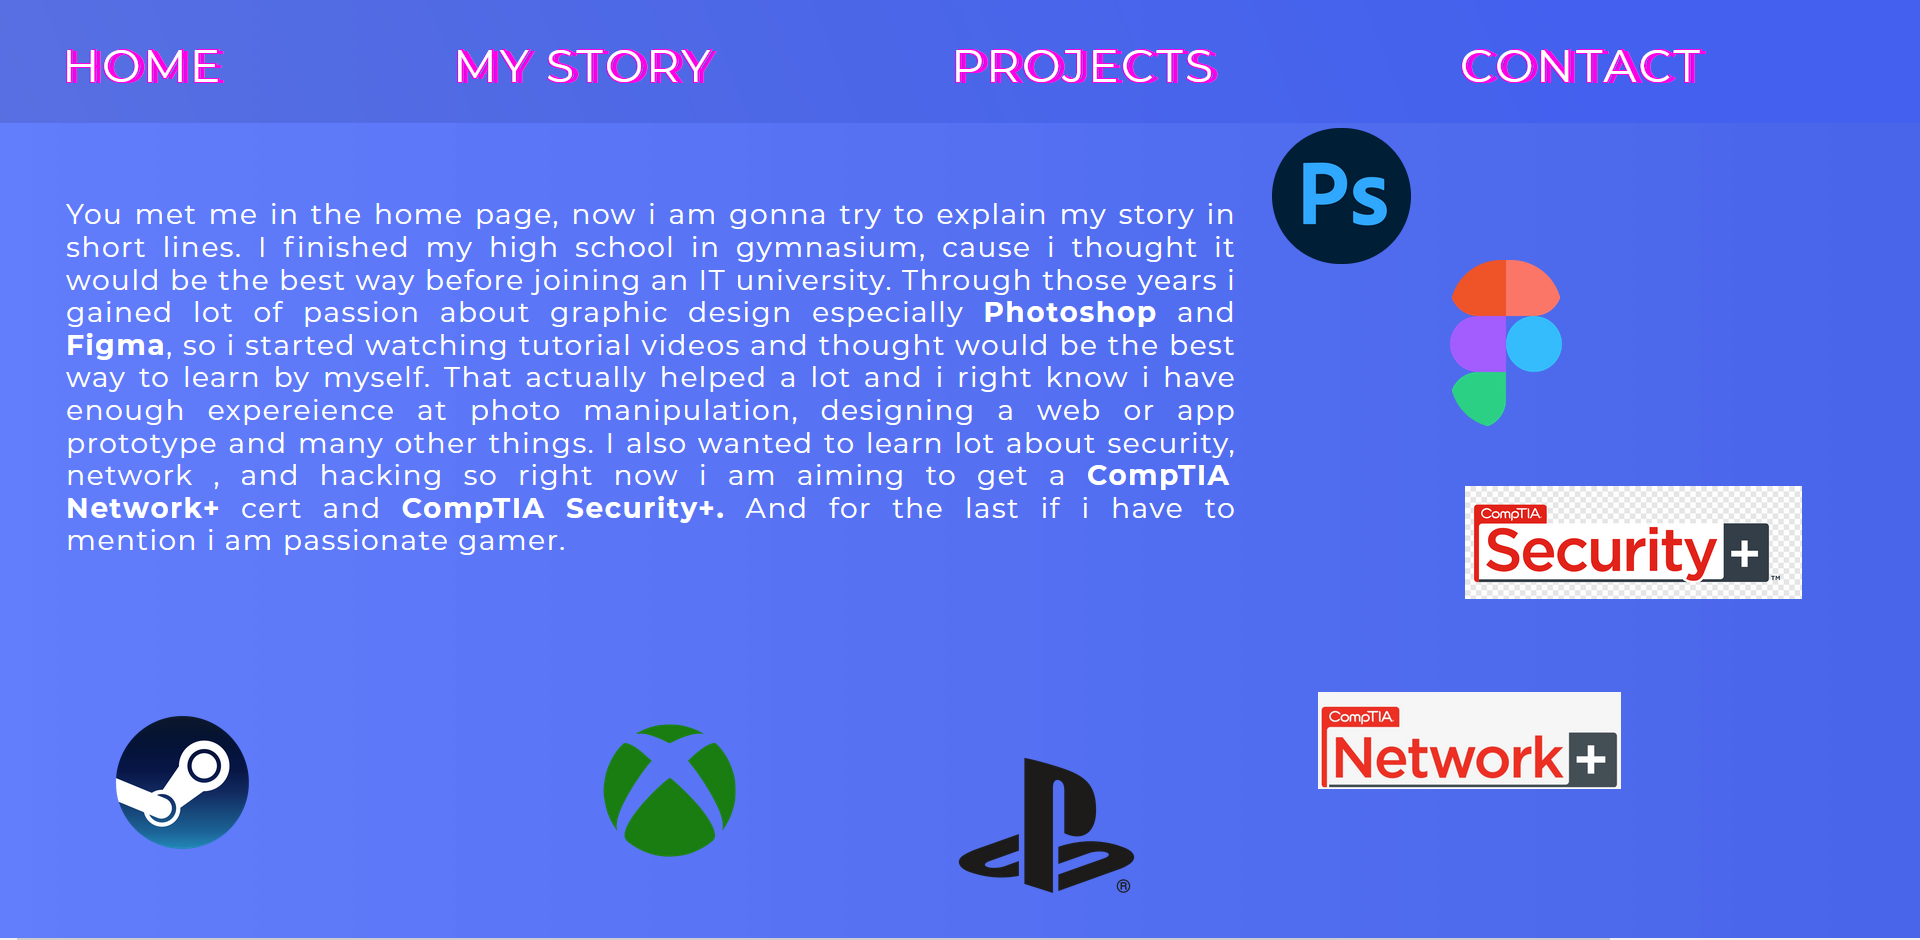 HOME MY STORY PROJECTS CONTACT
Ps
You met me in the home page, now i am gonna try to explain my story in
short lines. I finished my high school in gymnasium, cause i thought it
would be the best way before joining an IT university. Through those years i
gained lot of passion about graphic design especially Photoshop and
Figma, so i started watching tutorial videos and thought would be the best
way to learn by myself. That actually helped a lot and i right know i have
enough expereience at photo manipulation, designing a web or app
prototype and many other things. I also wanted to learn lot about security,
network , and hacking so right now i am aiming to get a CompTIA
Network+ cert and CompTIA Security+. And for the last if i have to
mention i am passionate gamer.
CompTIA
Security+ ™
CompTIA
Network+
®